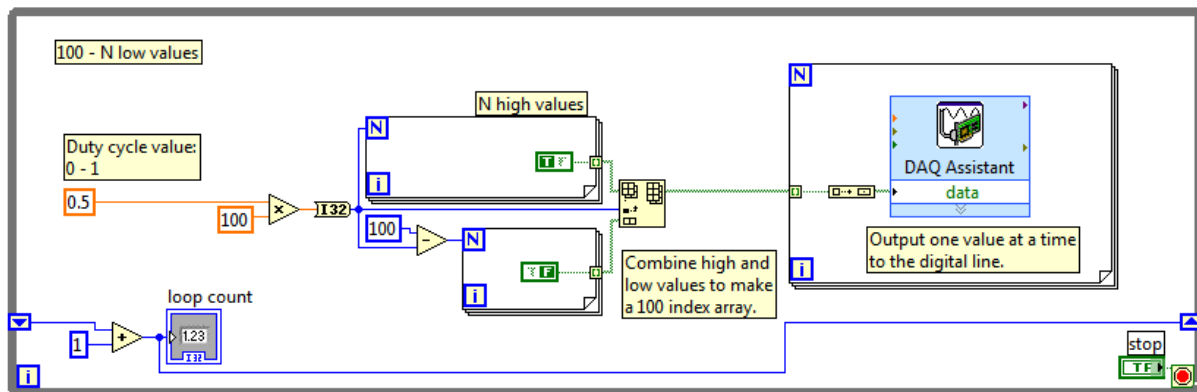 100 - N low values
N high values
N
N
Duty cycle value:
0 - 1
T
i
DAQ Assistant
data
0.5
100
×
I32
100
-
N
F
i
Output one value at a time
to the digital line.
i
Combine high and
low values to make
a 100 index array.
loop count
1.23
I32
1
+
stop
TF
i